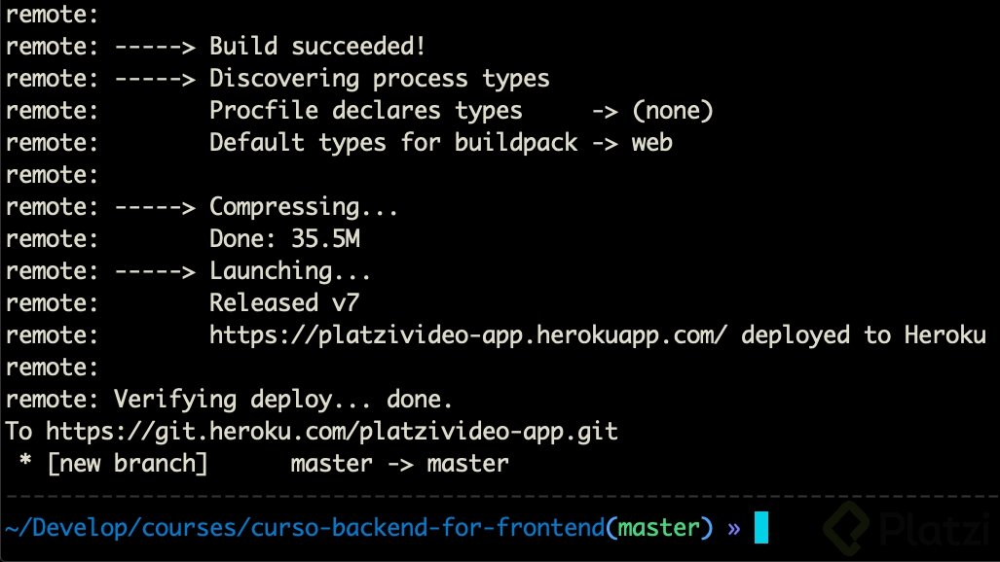 remote:
remote: -----> Build succeeded!
remote: -----> Discovering process types
remote:        Procfile declares types     -> (none)
remote:        Default types for buildpack -> web
remote:
remote: -----> Compressing...
remote:        Done: 35.5M
remote: -----> Launching...
remote:        Released v7
remote:        https://platzivideo-app.herokuapp.com/ deployed to Heroku
remote:
remote: Verifying deploy... done.
To https://git.heroku.com/platzivideo-app.git
 * [new branch]      master -> master
~/Develop/courses/curso-backend-for-frontend(master) »
Platzi